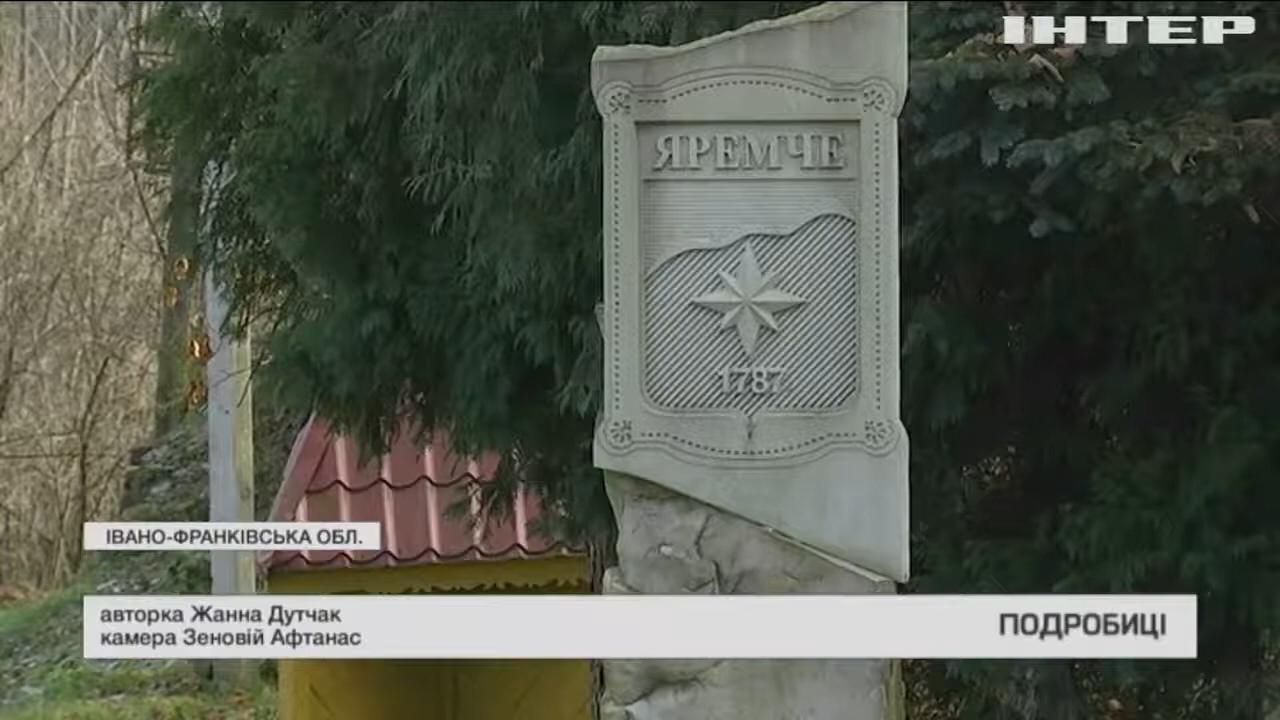 ІНТЕР
ЯРЕМЧЕ
1787
ІВАНО-ФРАНКІВСЬКА ОБЛ.
авторка Жанна Дутчак
камера Зеновій Афтанас
ПОДРОБИЦІ